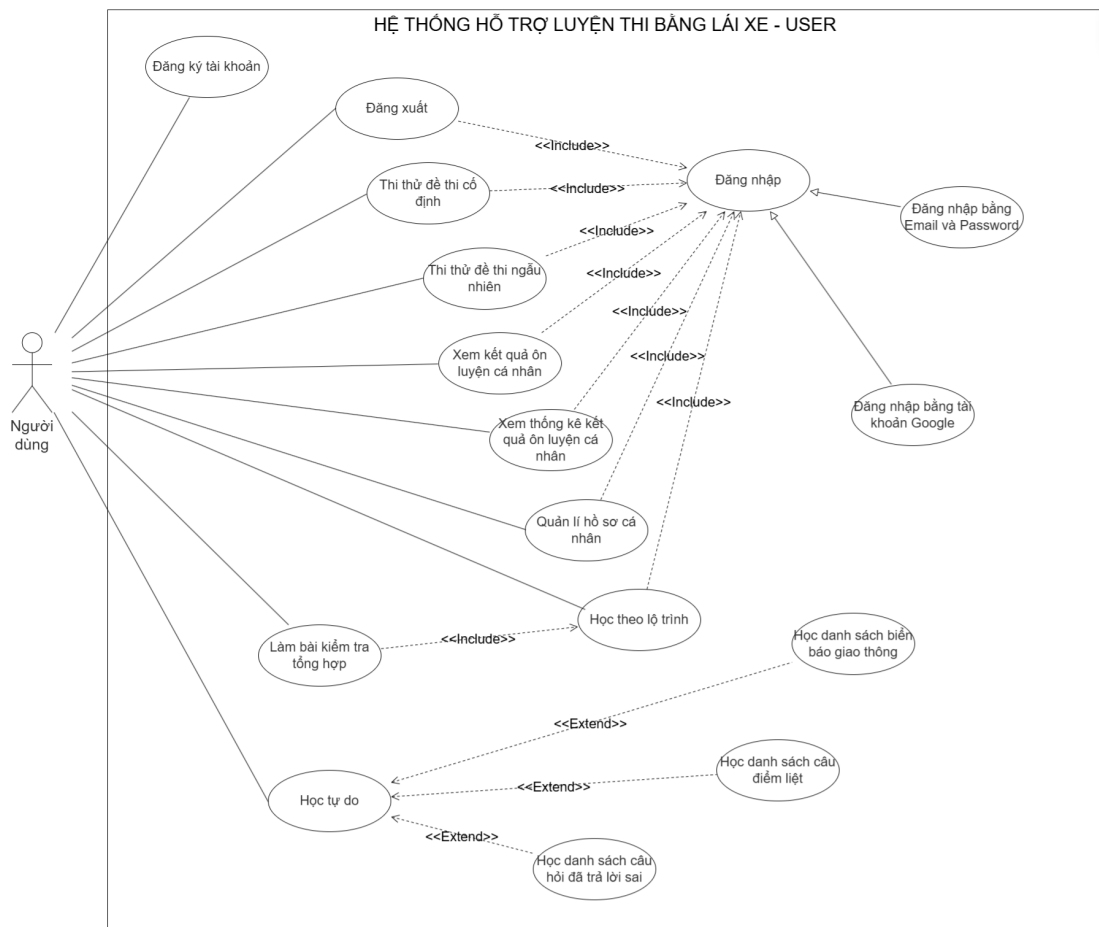 HỆ THỐNG HỖ TRỢ LUYỆN THI BẰNG LÁI XE - USER
Đăng ký tài khoản
Đăng xuất
<<Include>>
Đăng nhập
Thi thử đề thi cố
định
<<Include>>
Đăng nhập bằng
Email và Password
<<Include>>
Thi thử đề thi ngẫu
nhiên
<<Include>>
<<Include>>
Xem kết quả ôn
luyện cá nhân
<<Include>>
<<Include>>
Đăng nhập bằng tài
khoản Google
Người
dùng
Xem thống kê kết
quả ôn luyện cá
nhân
Quản lí hồ sơ cá
nhân
Học theo lộ trình
<<Include>>
Làm bài kiểm tra
tổng hợp
Học danh sách biển
báo giao thông
<<Extend>>
Học danh sách câu
điểm liệt
<<Extend>>
Học tự do
<<Extend>>
Học danh sách câu
hỏi đã trả lời sai